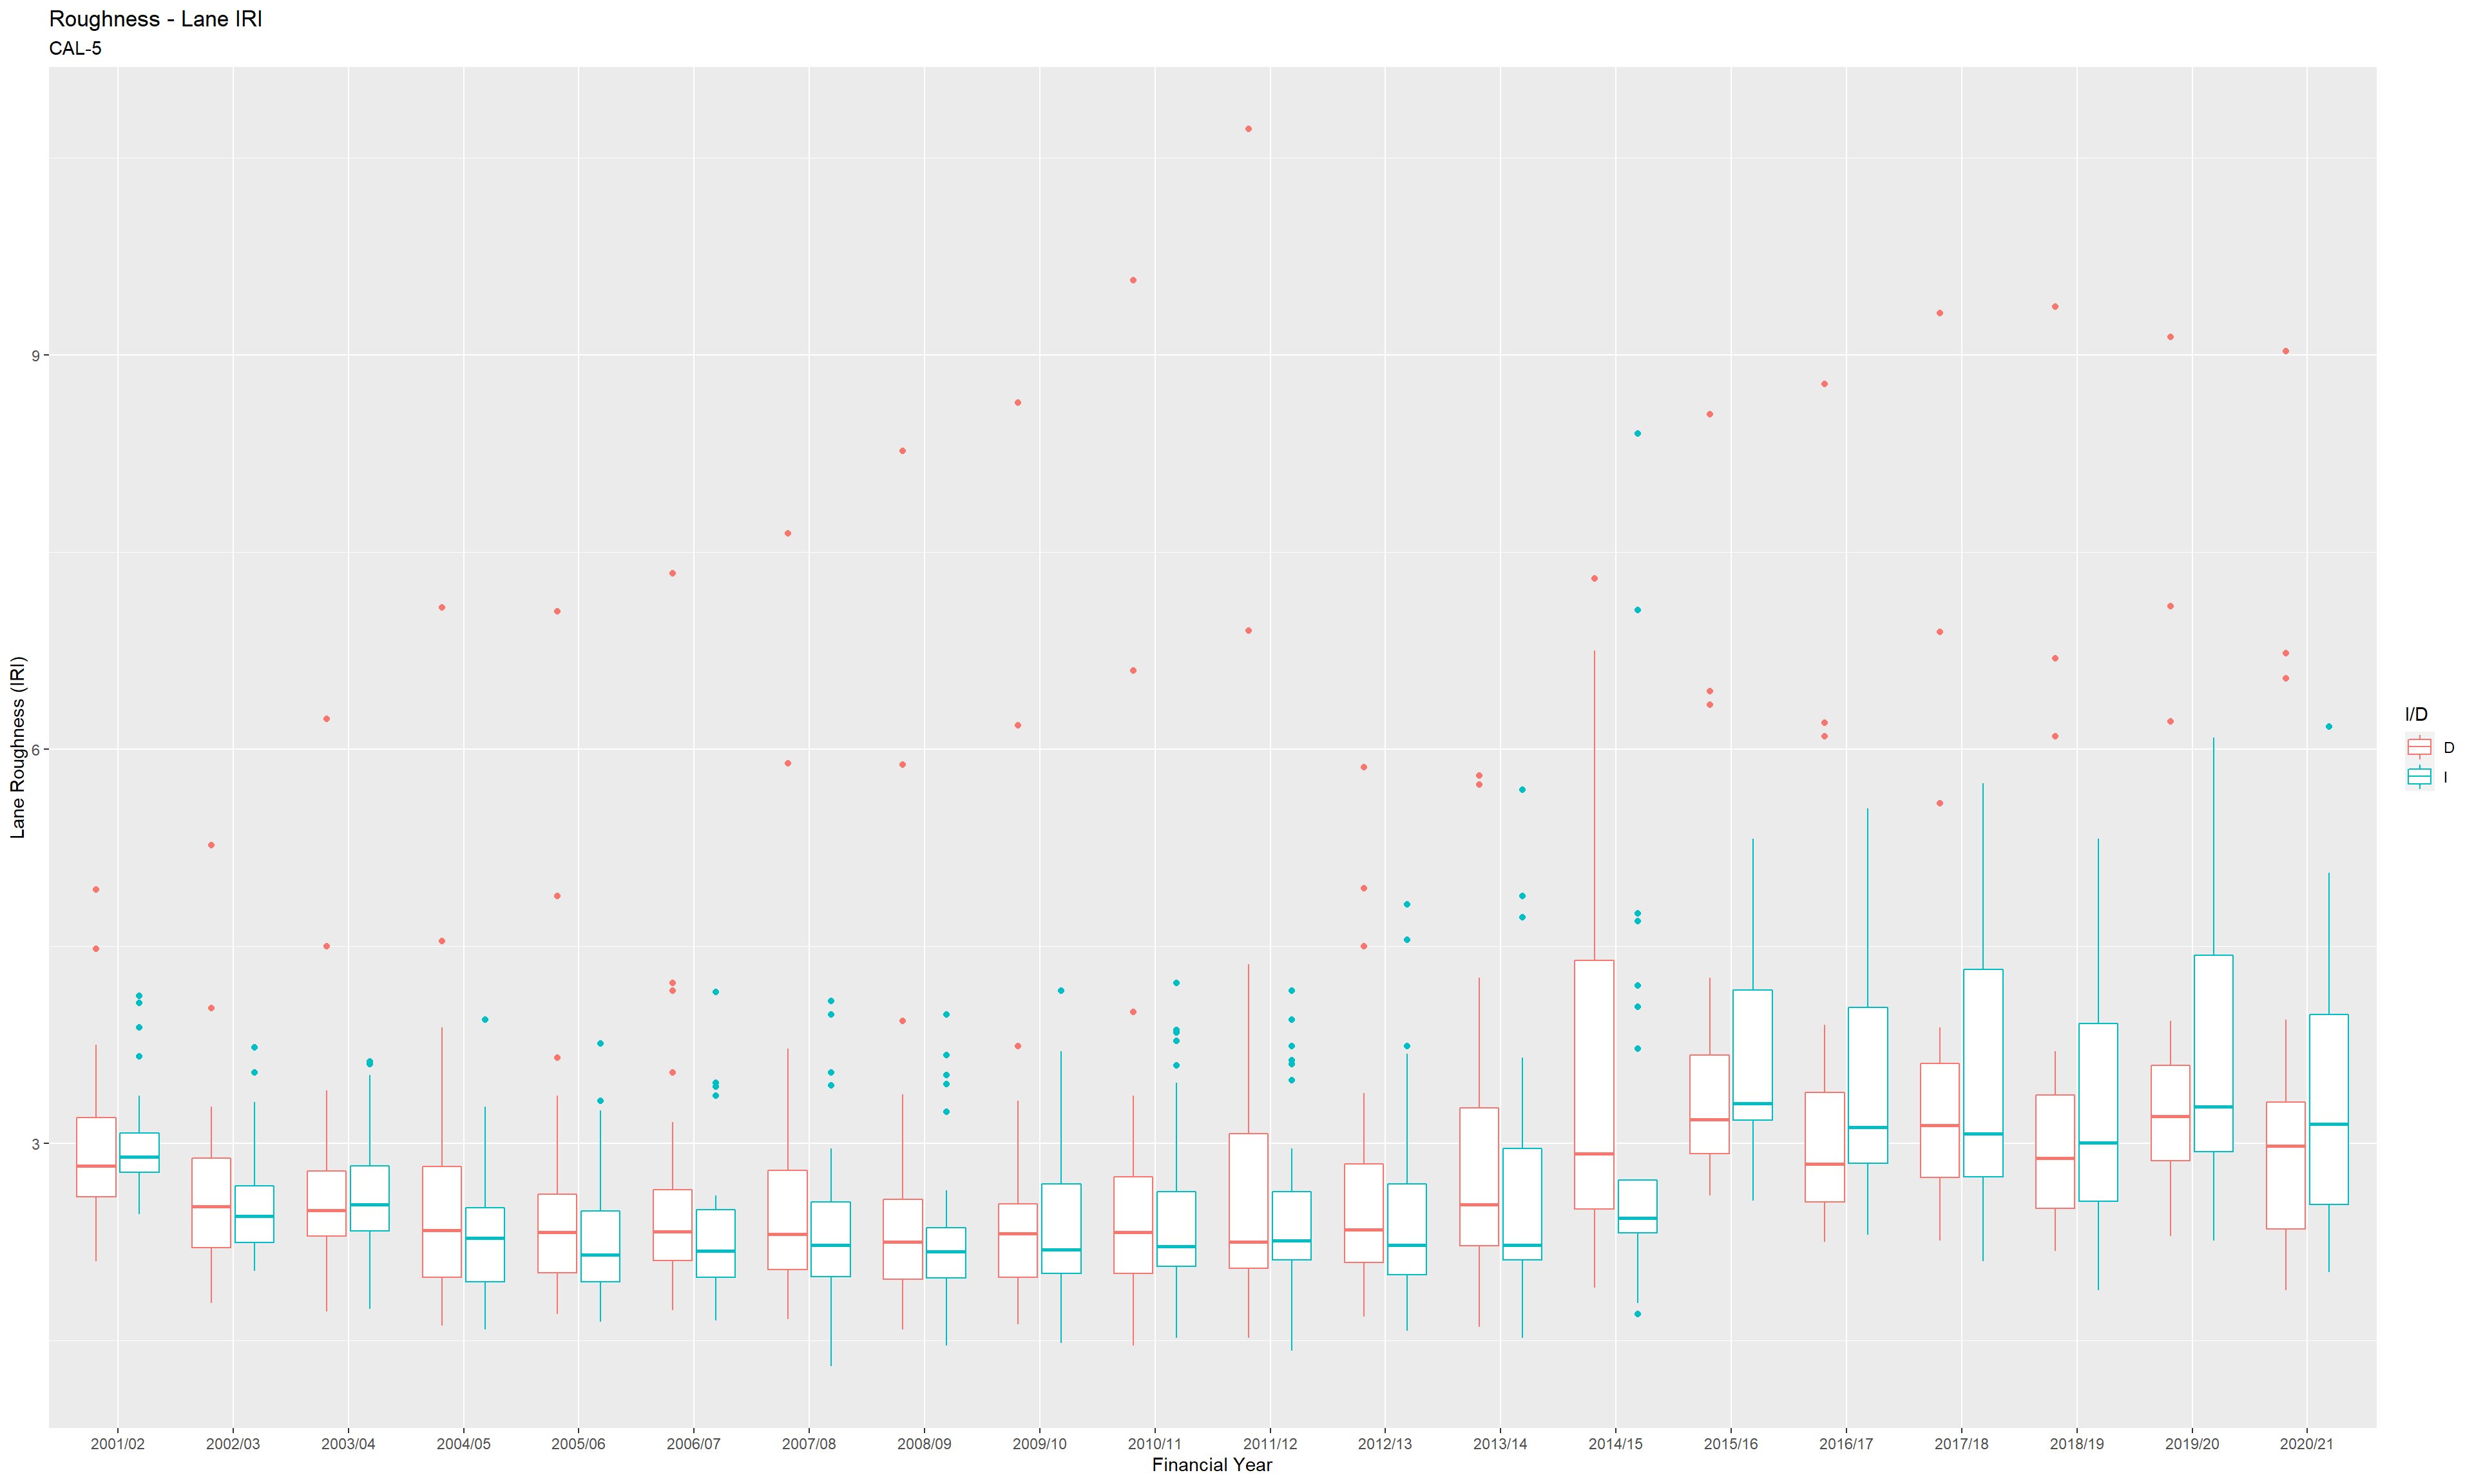 Roughness - Lane IRI
CAL-5
Lane Roughness (IRI)
9
6
3
2001/02 2002/03 2003/04 2004/05 2005/06 2006/07 2007/08 2008/09 2009/10 2010/11 2011/12 2012/13 2013/14 2014/15 2015/16 2016/17 2017/18 2018/19 2019/20 2020/21
Financial Year
I/D
D
I